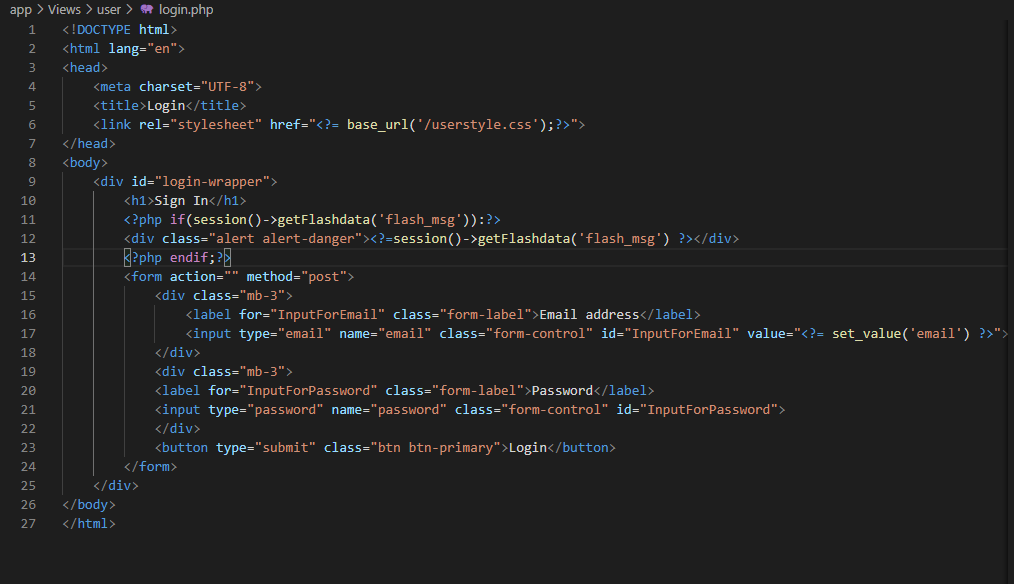 app > Views > user > login.php
1 <!DOCTYPE html>
2 <html lang="en">
3 <head>
4     <meta charset="UTF-8">
5     <title>Login</title>
6     <link rel="stylesheet" href="<?= base_url('/userstyle.css');?>">
7 </head>
8 <body>
9     <div id="login-wrapper">
10         <h1>Sign In</h1>
11         <?php if(session()->getFlashdata('flash_msg')):?>
12         <div class="alert alert-danger"><?=session()->getFlashdata('flash_msg') ?></div>
13         <?php endif;?>
14         <form action="" method="post">
15             <div class="mb-3">
16                 <label for="InputForEmail" class="form-label">Email address</label>
17                 <input type="email" name="email" class="form-control" id="InputForEmail" value="<?= set_value('email') ?>">
18             </div>
19             <div class="mb-3">
20             <label for="InputForPassword" class="form-label">Password</label>
21             <input type="password" name="password" class="form-control" id="InputForPassword">
22             </div>
23             <button type="submit" class="btn btn-primary">Login</button>
24         </form>
25     </div>
26 </body>
27 </html>